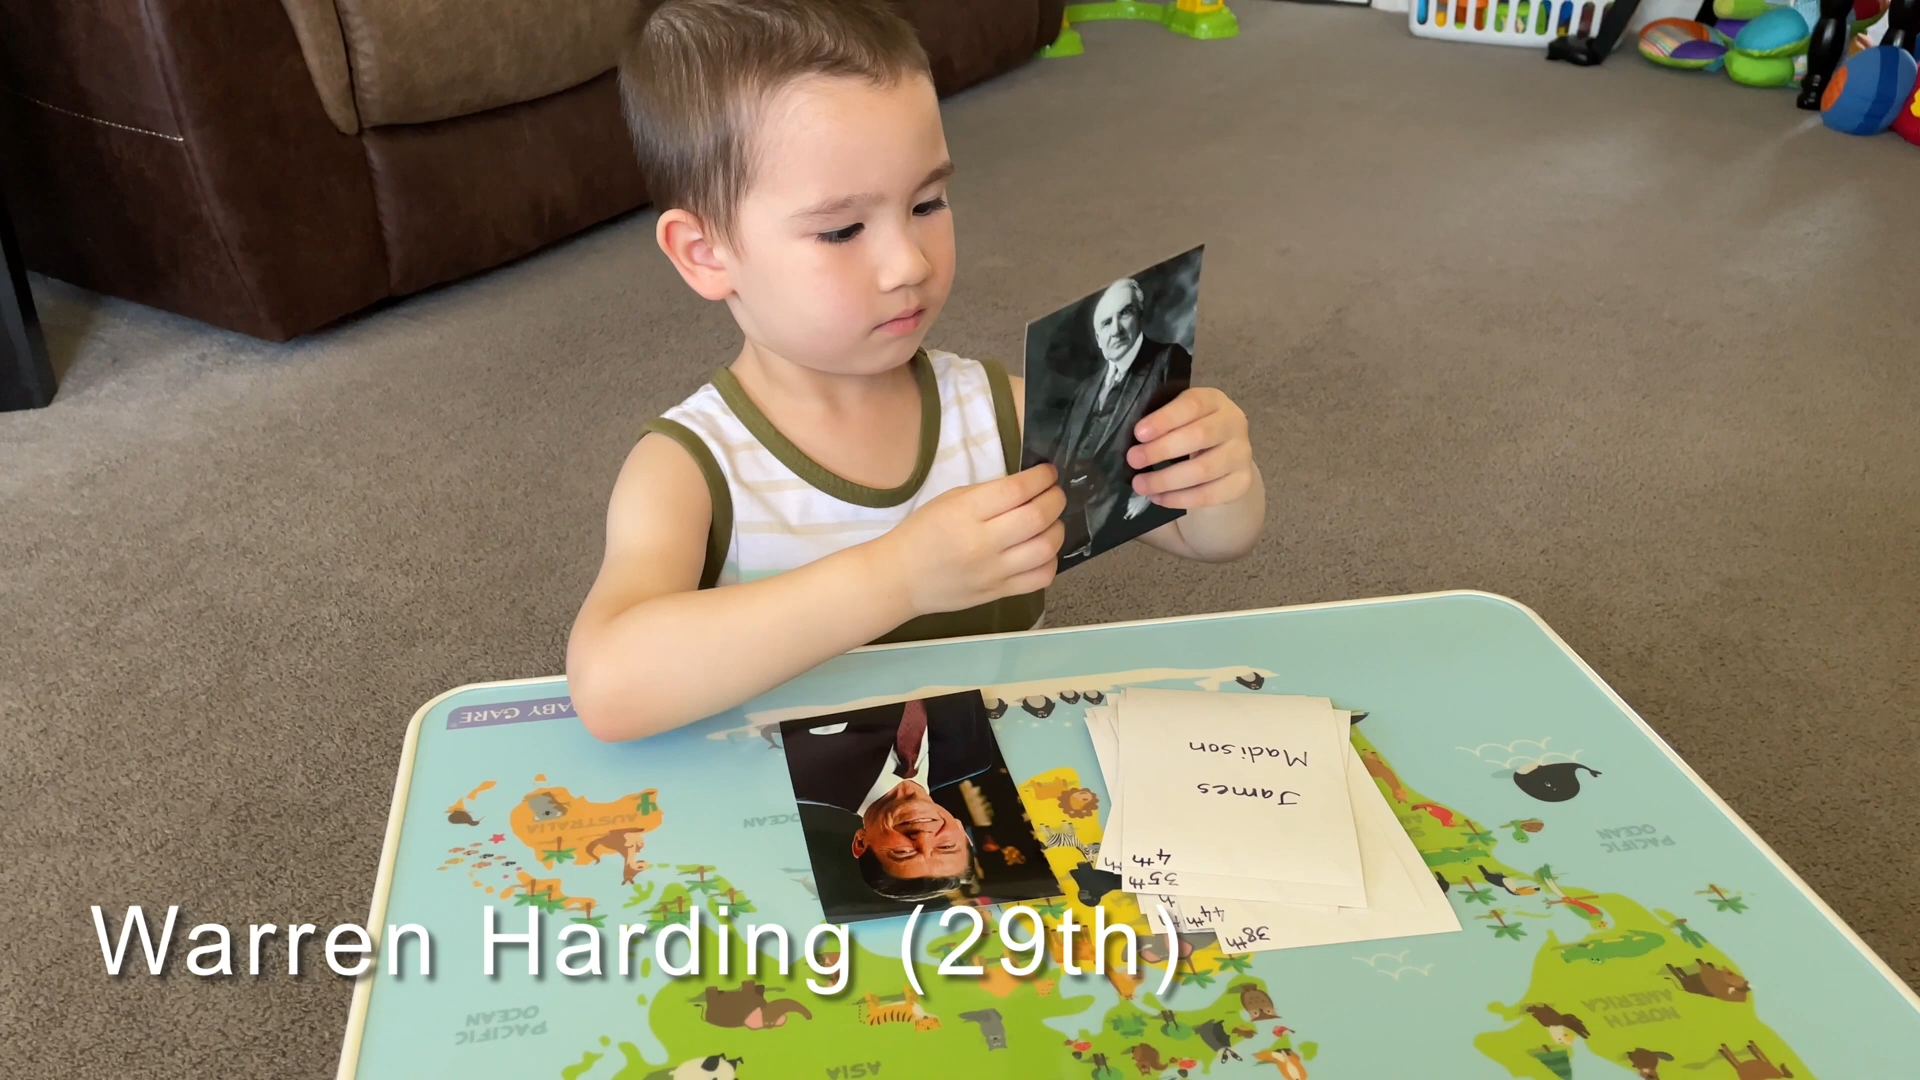 BABY CARE
Madison
James
4th
35th
44th
38th
AUSTRALIA
OCEAN
PACIFIC
OCEAN
Warren Harding (29th)
PACIFIC
OCEAN
NORTH
AMERICA
ASIA